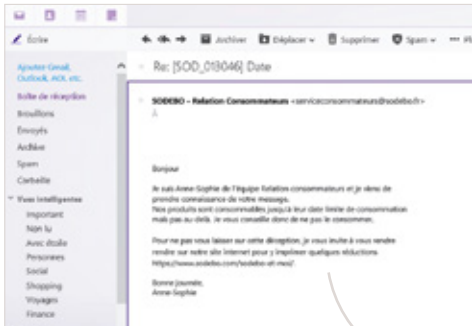 Écrire
Archiver Déplacer Supprimer Spam
Ajouter Gmail,
Outlook, AOL etc.
Re: [SOD_013046] Date
Boîte de réception
SODEBO - Relation Consommateurs <serviceconsommateurs@sodebo.fr>
Brouillons
À
Envoyés
Archive
Spam
Corbeille
Vues intelligentes
Important
Non lu
Avec étoile
Personnes
Social
Shopping
Voyages
Finance
Bonjour
Je suis Anne-Sophie de l'équipe Relation consommateurs et je viens de
prendre connaissance de votre message.
Nos produits sont consommables jusqu'à leur date limite de consommation
mais pas au-delà. Je vous conseille donc de ne pas le consommer.
Pour ne pas vous laisser sur cette déception, je vous invite à vous rendre
rendre sur notre site internet pour y imprimer quelques réductions.
https://www.sodebo.com/sodebo-et-moi/.
Bonne journée,
Anne-Sophie